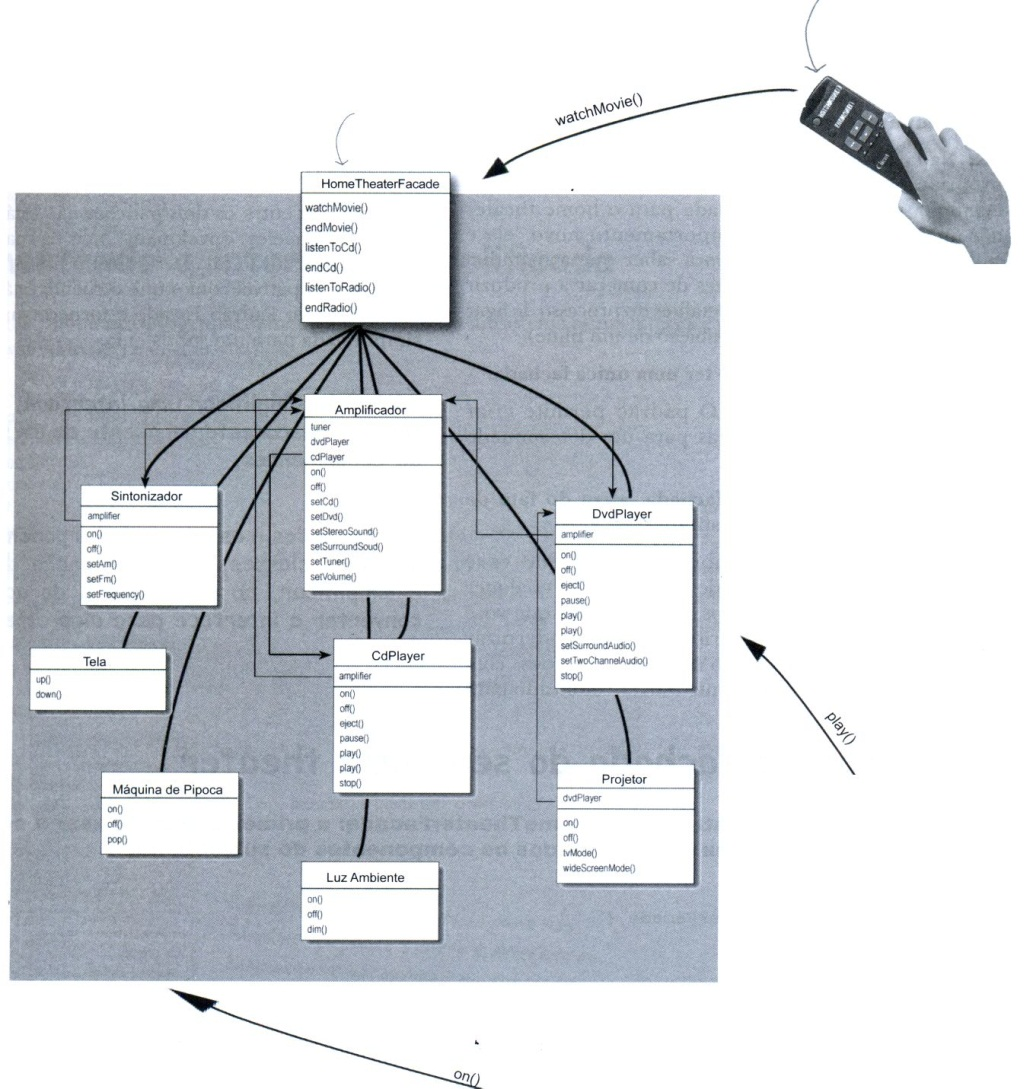 watchMovie()
HomeTheaterFacade
watchMovie()
endMovie()
listenToCd()
endCd()
listenToRadio()
endRadio()
Amplificador
tuner
dvdPlayer
cdPlayer
on()
off()
setCd()
setDvd()
setStereoSound()
setSurroundSoud()
setTuner()
setVolume()
Sintonizador
amplifier
on()
off()
setAm()
setFm()
setFrequency()
DvdPlayer
amplifier
on()
off()
eject()
pause()
play()
play()
setSurroundAudio()
setTwoChannelAudio()
stop()
Tela
up()
down()
CdPlayer
amplifier
on()
off()
eject()
pause()
play()
play()
stop()
play()
Máquina de Pipoca
on()
off()
pop()
Projetor
dvdPlayer
on()
off()
tvMode()
wideScreenMode()
Luz Ambiente
on()
off()
dim()
on()